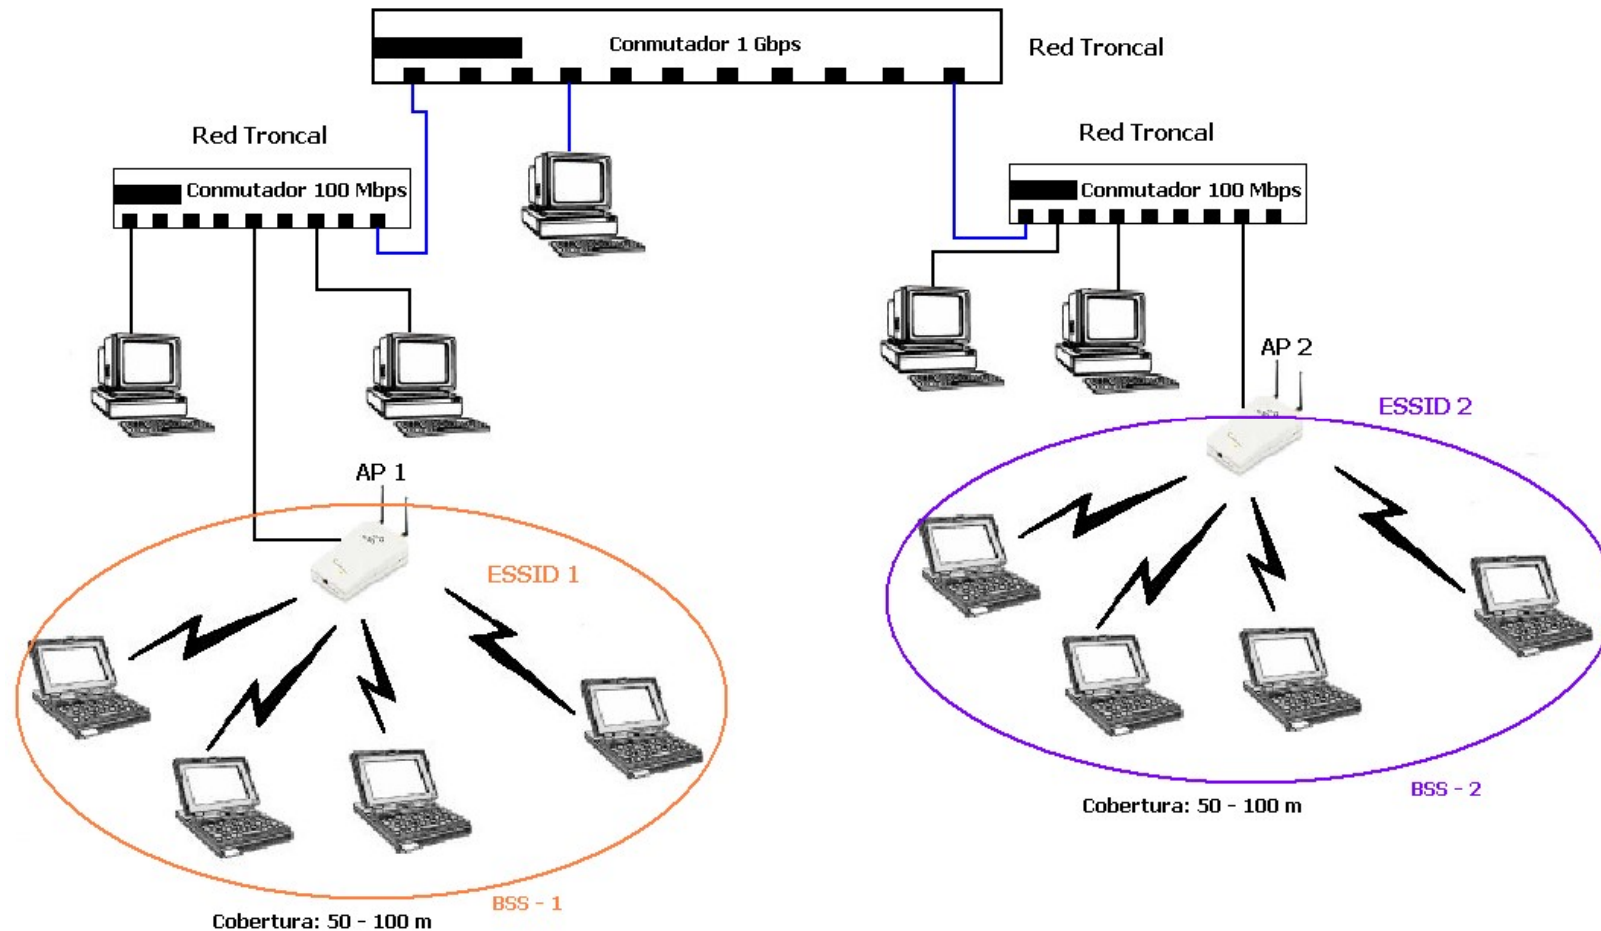 Conmutador 1 Gbps
Red Troncal
Red Troncal
Conmutador 100 Mbps
Red Troncal
Conmutador 100 Mbps
AP 2
ESSID 2
AP 1
ESSID 1
BSS - 2
Cobertura: 50 - 100 m
BSS - 1
Cobertura: 50 - 100 m